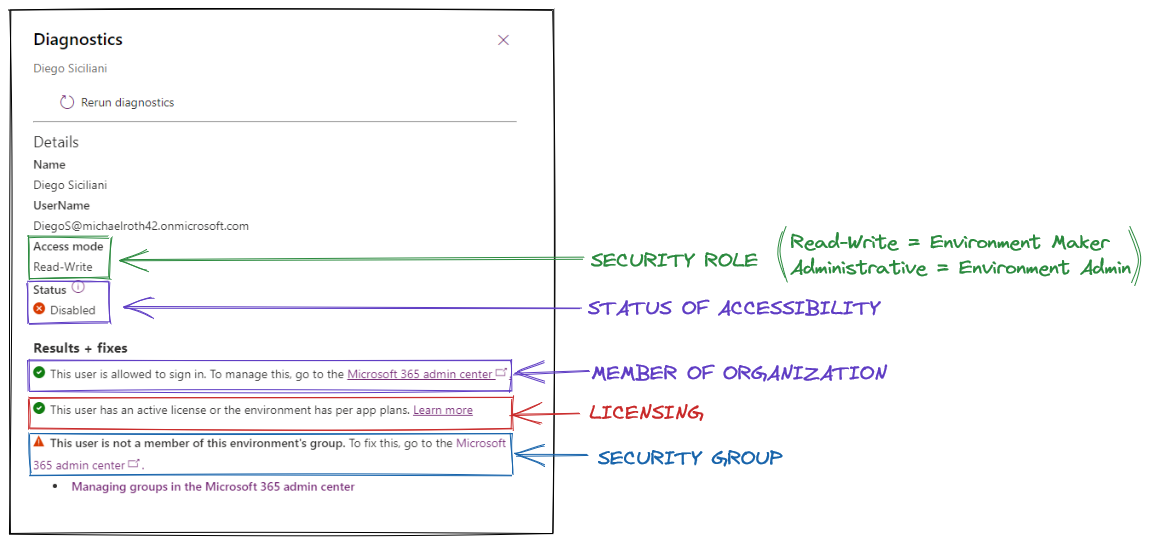 Diagnostics
Diego Siciliani
Rerun diagnostics
Details
Name
Diego Siciliani
UserName
DiegoS@michaelroth42.onmicrosoft.com
Access mode
Read-Write
SECURITY ROLE
Read-Write = Environment Maker
Administrative = Environment Admin
Status
Disabled
STATUS OF ACCESSIBILITY
Results + fixes
This user is allowed to sign in. To manage this, go to the Microsoft 365 admin center .
MEMBER OF ORGANIZATION
This user has an active license or the environment has per app plans. Learn more
LICENSING
This user is not a member of this environment's group. To fix this, go to the Microsoft
365 admin center .
SECURITY GROUP
• Managing groups in the Microsoft 365 admin center